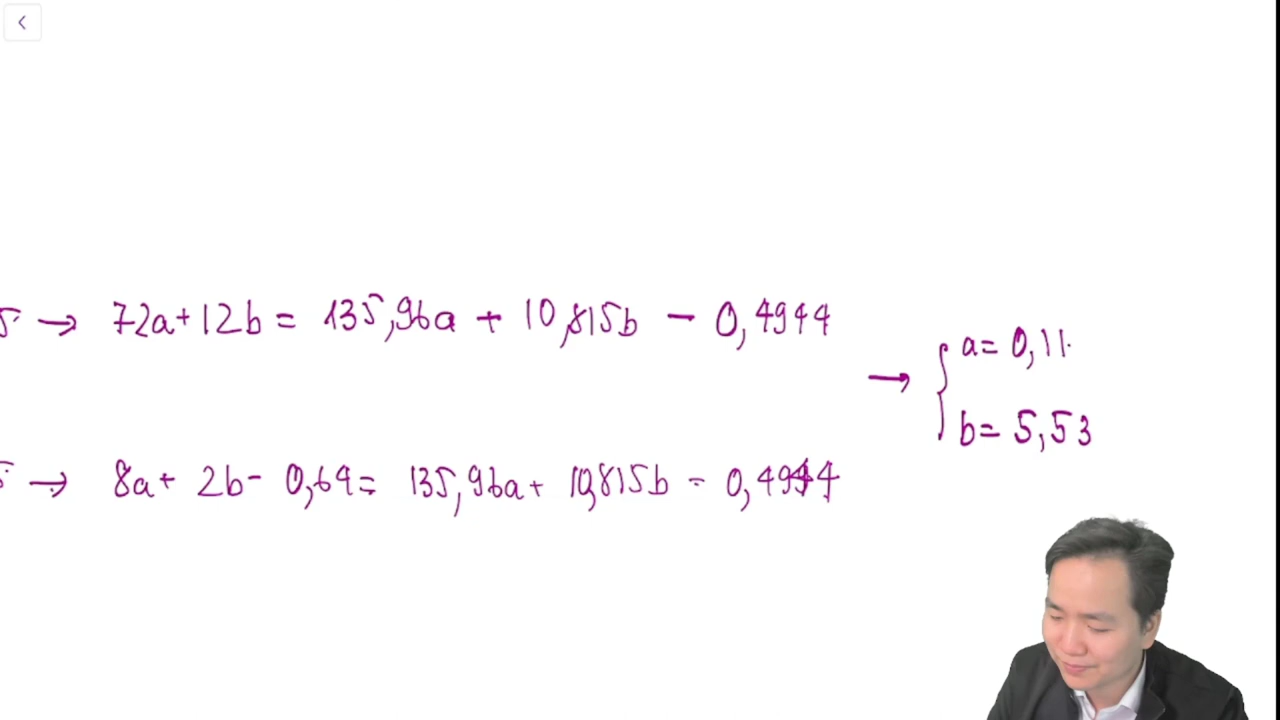 → 72a+12b = 135,96a + 10,815b - 0,4944
→ { a= 0,11
b= 5,53
→ 8a+ 2b- 0,64= 135,96a+ 10,815b - 0,4944